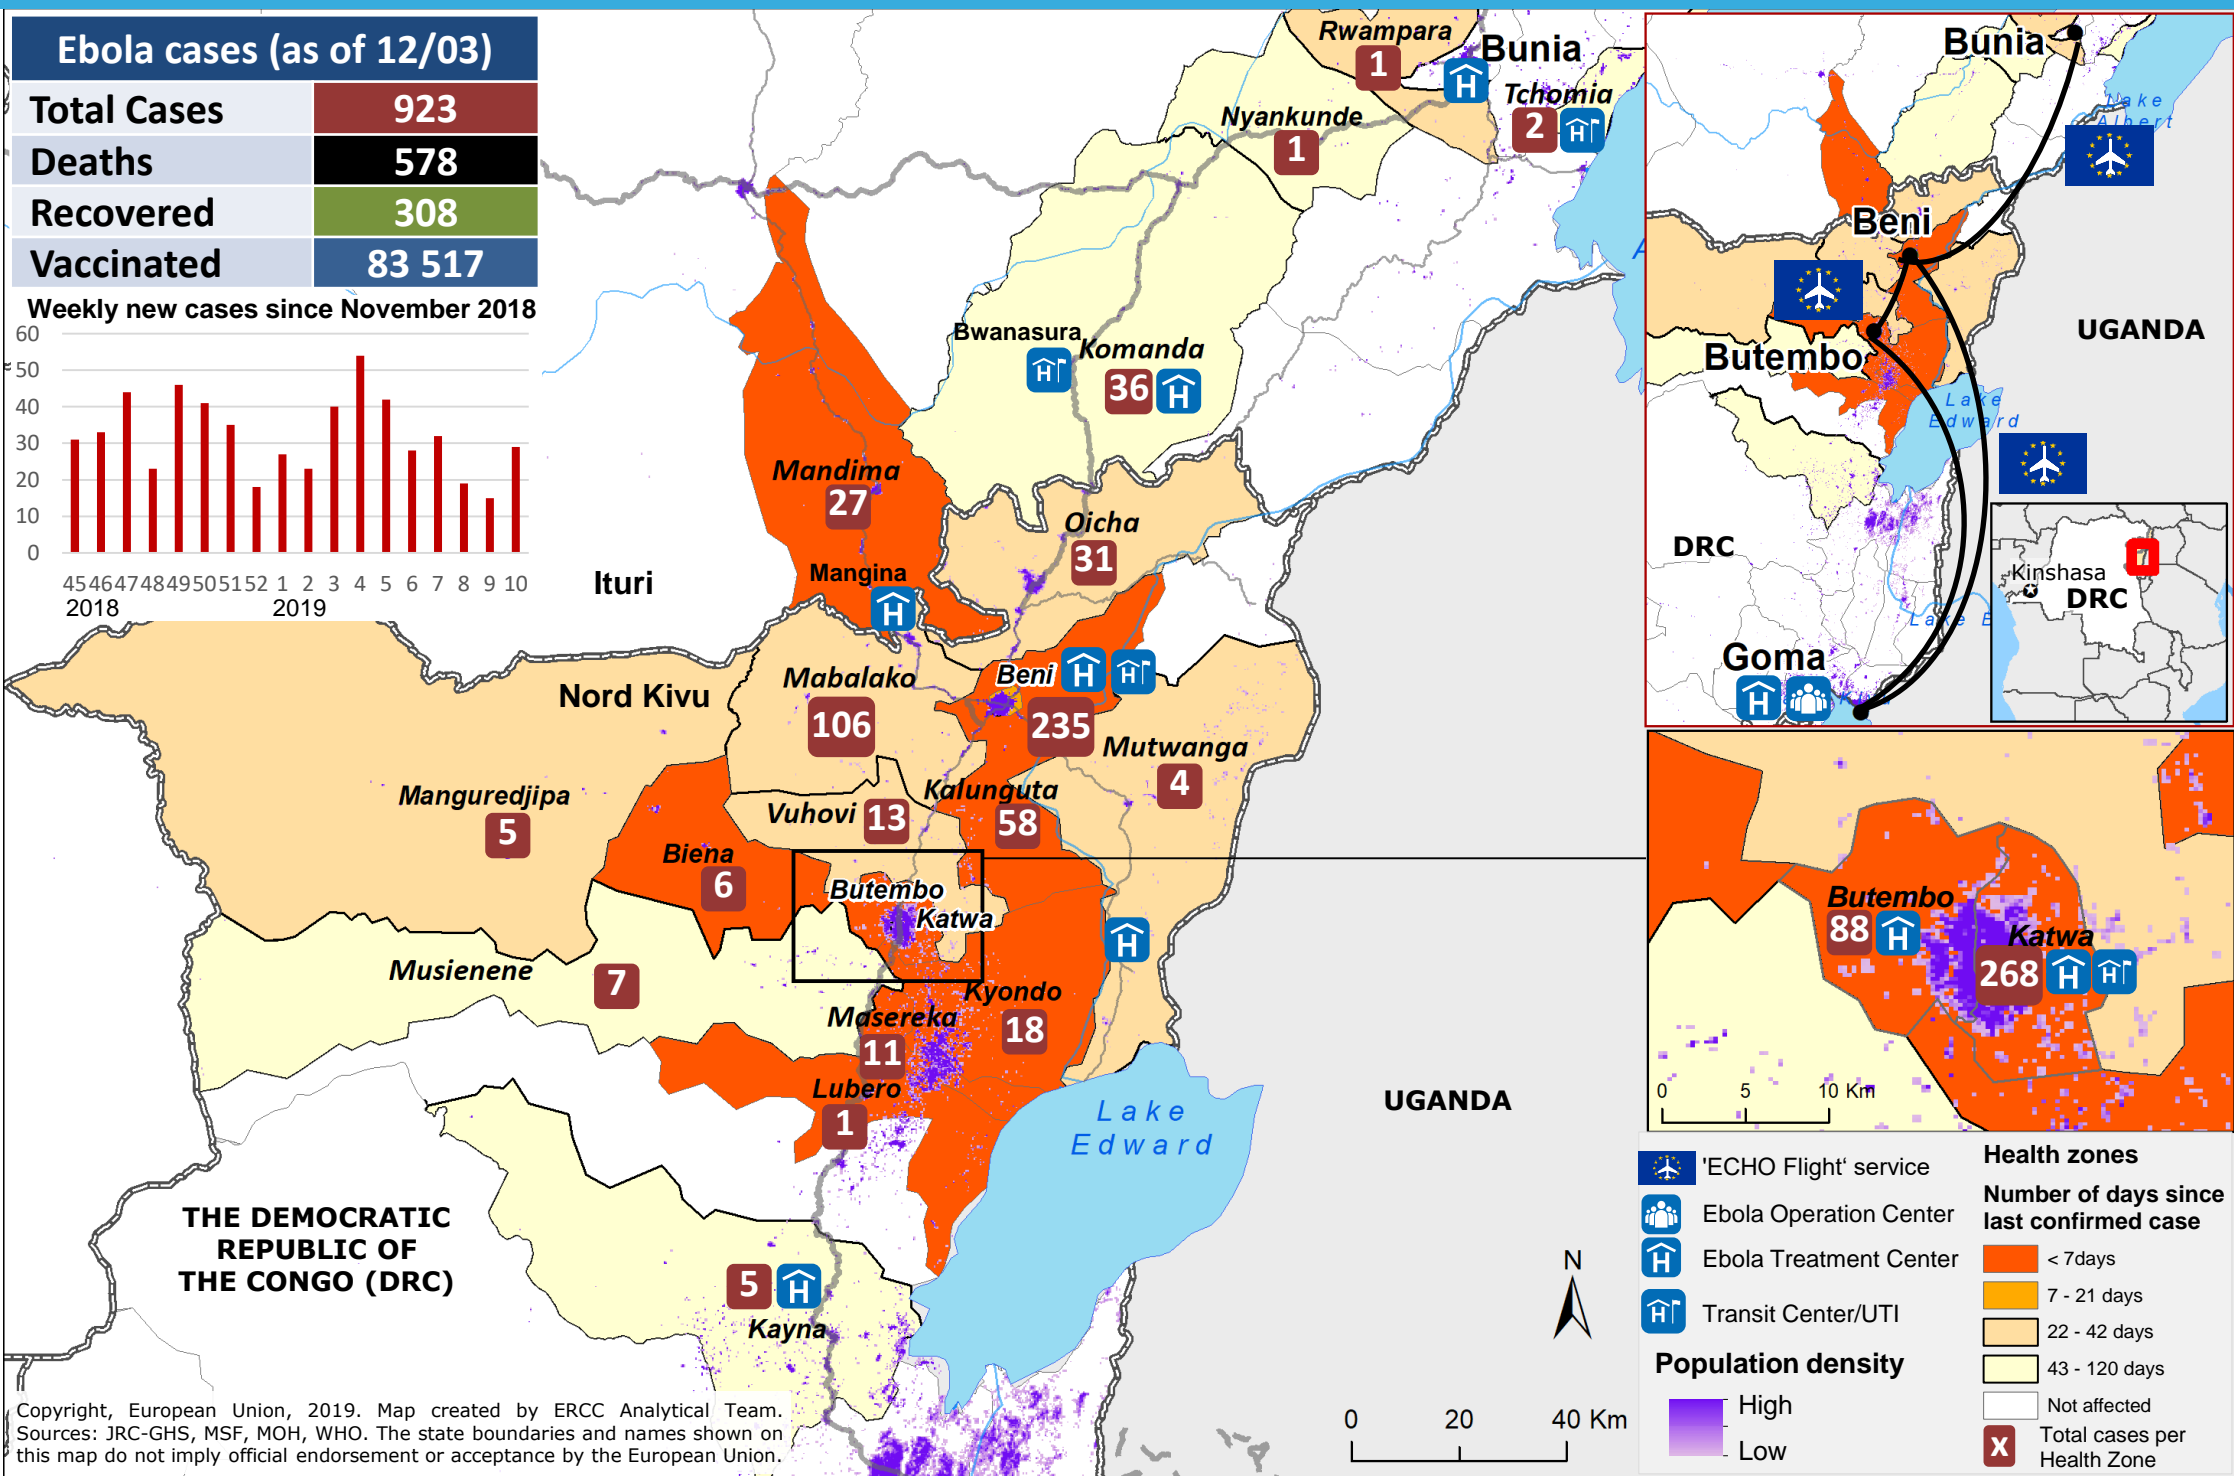 Ebola cases (as of 12/03)
Total Cases 923
Deaths 578
Recovered 308
Vaccinated 83 517
Weekly new cases since November 2018
60
50
40
30
20
10
0
45 46 47 48 49 50 51 52 1 2 3 4 5 6 7 8 9 10
2018 2019
Rwampara
1
Bunia
Tchomia
2
Nyankunde
1
Bwanasura
Komanda
36
Mandima
27
Mangina
Oicha
31
Ituri
Nord Kivu
Mabalako
106
Beni
235
Mutwanga
4
Manguredjipa
5
Vuhovi 13
Kalunguta
58
Biena
6
Butembo
Katwa
Musienene
7
Kyondo
18
Masereka
11
Lubero
1
Lake
Edward
UGANDA
THE DEMOCRATIC
REPUBLIC OF
THE CONGO (DRC)
5
Kayna
Copyright, European Union, 2019. Map created by ERCC Analytical Team.
Sources: JRC-GHS, MSF, MOH, WHO. The state boundaries and names shown on
this map do not imply official endorsement or acceptance by the European Union.
0 20 40 Km
N
Bunia
Lake
Albert
Beni
UGANDA
Butembo
Lake
Edward
DRC
Goma
Kinshasa
DRC
Butembo
88
Katwa
268
0 5 10 Km
'ECHO Flight‘ service
Ebola Operation Center
Ebola Treatment Center
Transit Center/UTI
Population density
High
Low
Health zones
Number of days since
last confirmed case
< 7days
7 - 21 days
22 - 42 days
43 - 120 days
Not affected
X Total cases per
Health Zone